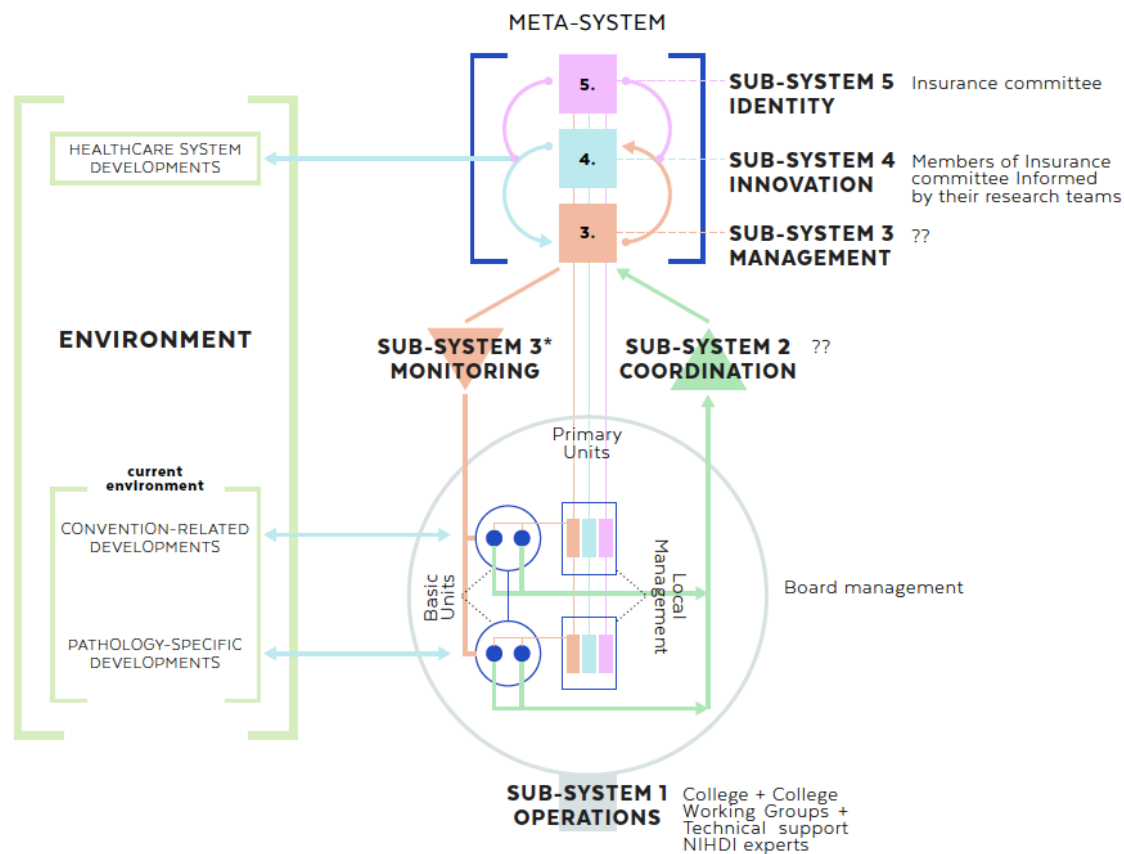 META-SYSTEM
5.
SUB-SYSTEM 5
IDENTITY
Insurance committee
HEALTHCARE SYSTEM
DEVELOPMENTS
4.
SUB-SYSTEM 4
INNOVATION
Members of Insurance
committee Informed
by their research teams
3.
SUB-SYSTEM 3
MANAGEMENT
??
ENVIRONMENT
SUB-SYSTEM 3*
MONITORING
SUB-SYSTEM 2
COORDINATION
??
Primary
Units
current
environment
CONVENTION-RELATED
DEVELOPMENTS
Basic
Units
Local
Management
Board management
PATHOLOGY-SPECIFIC
DEVELOPMENTS
SUB-SYSTEM 1
OPERATIONS
College + College
Working Groups +
Technical support
NIHDI experts